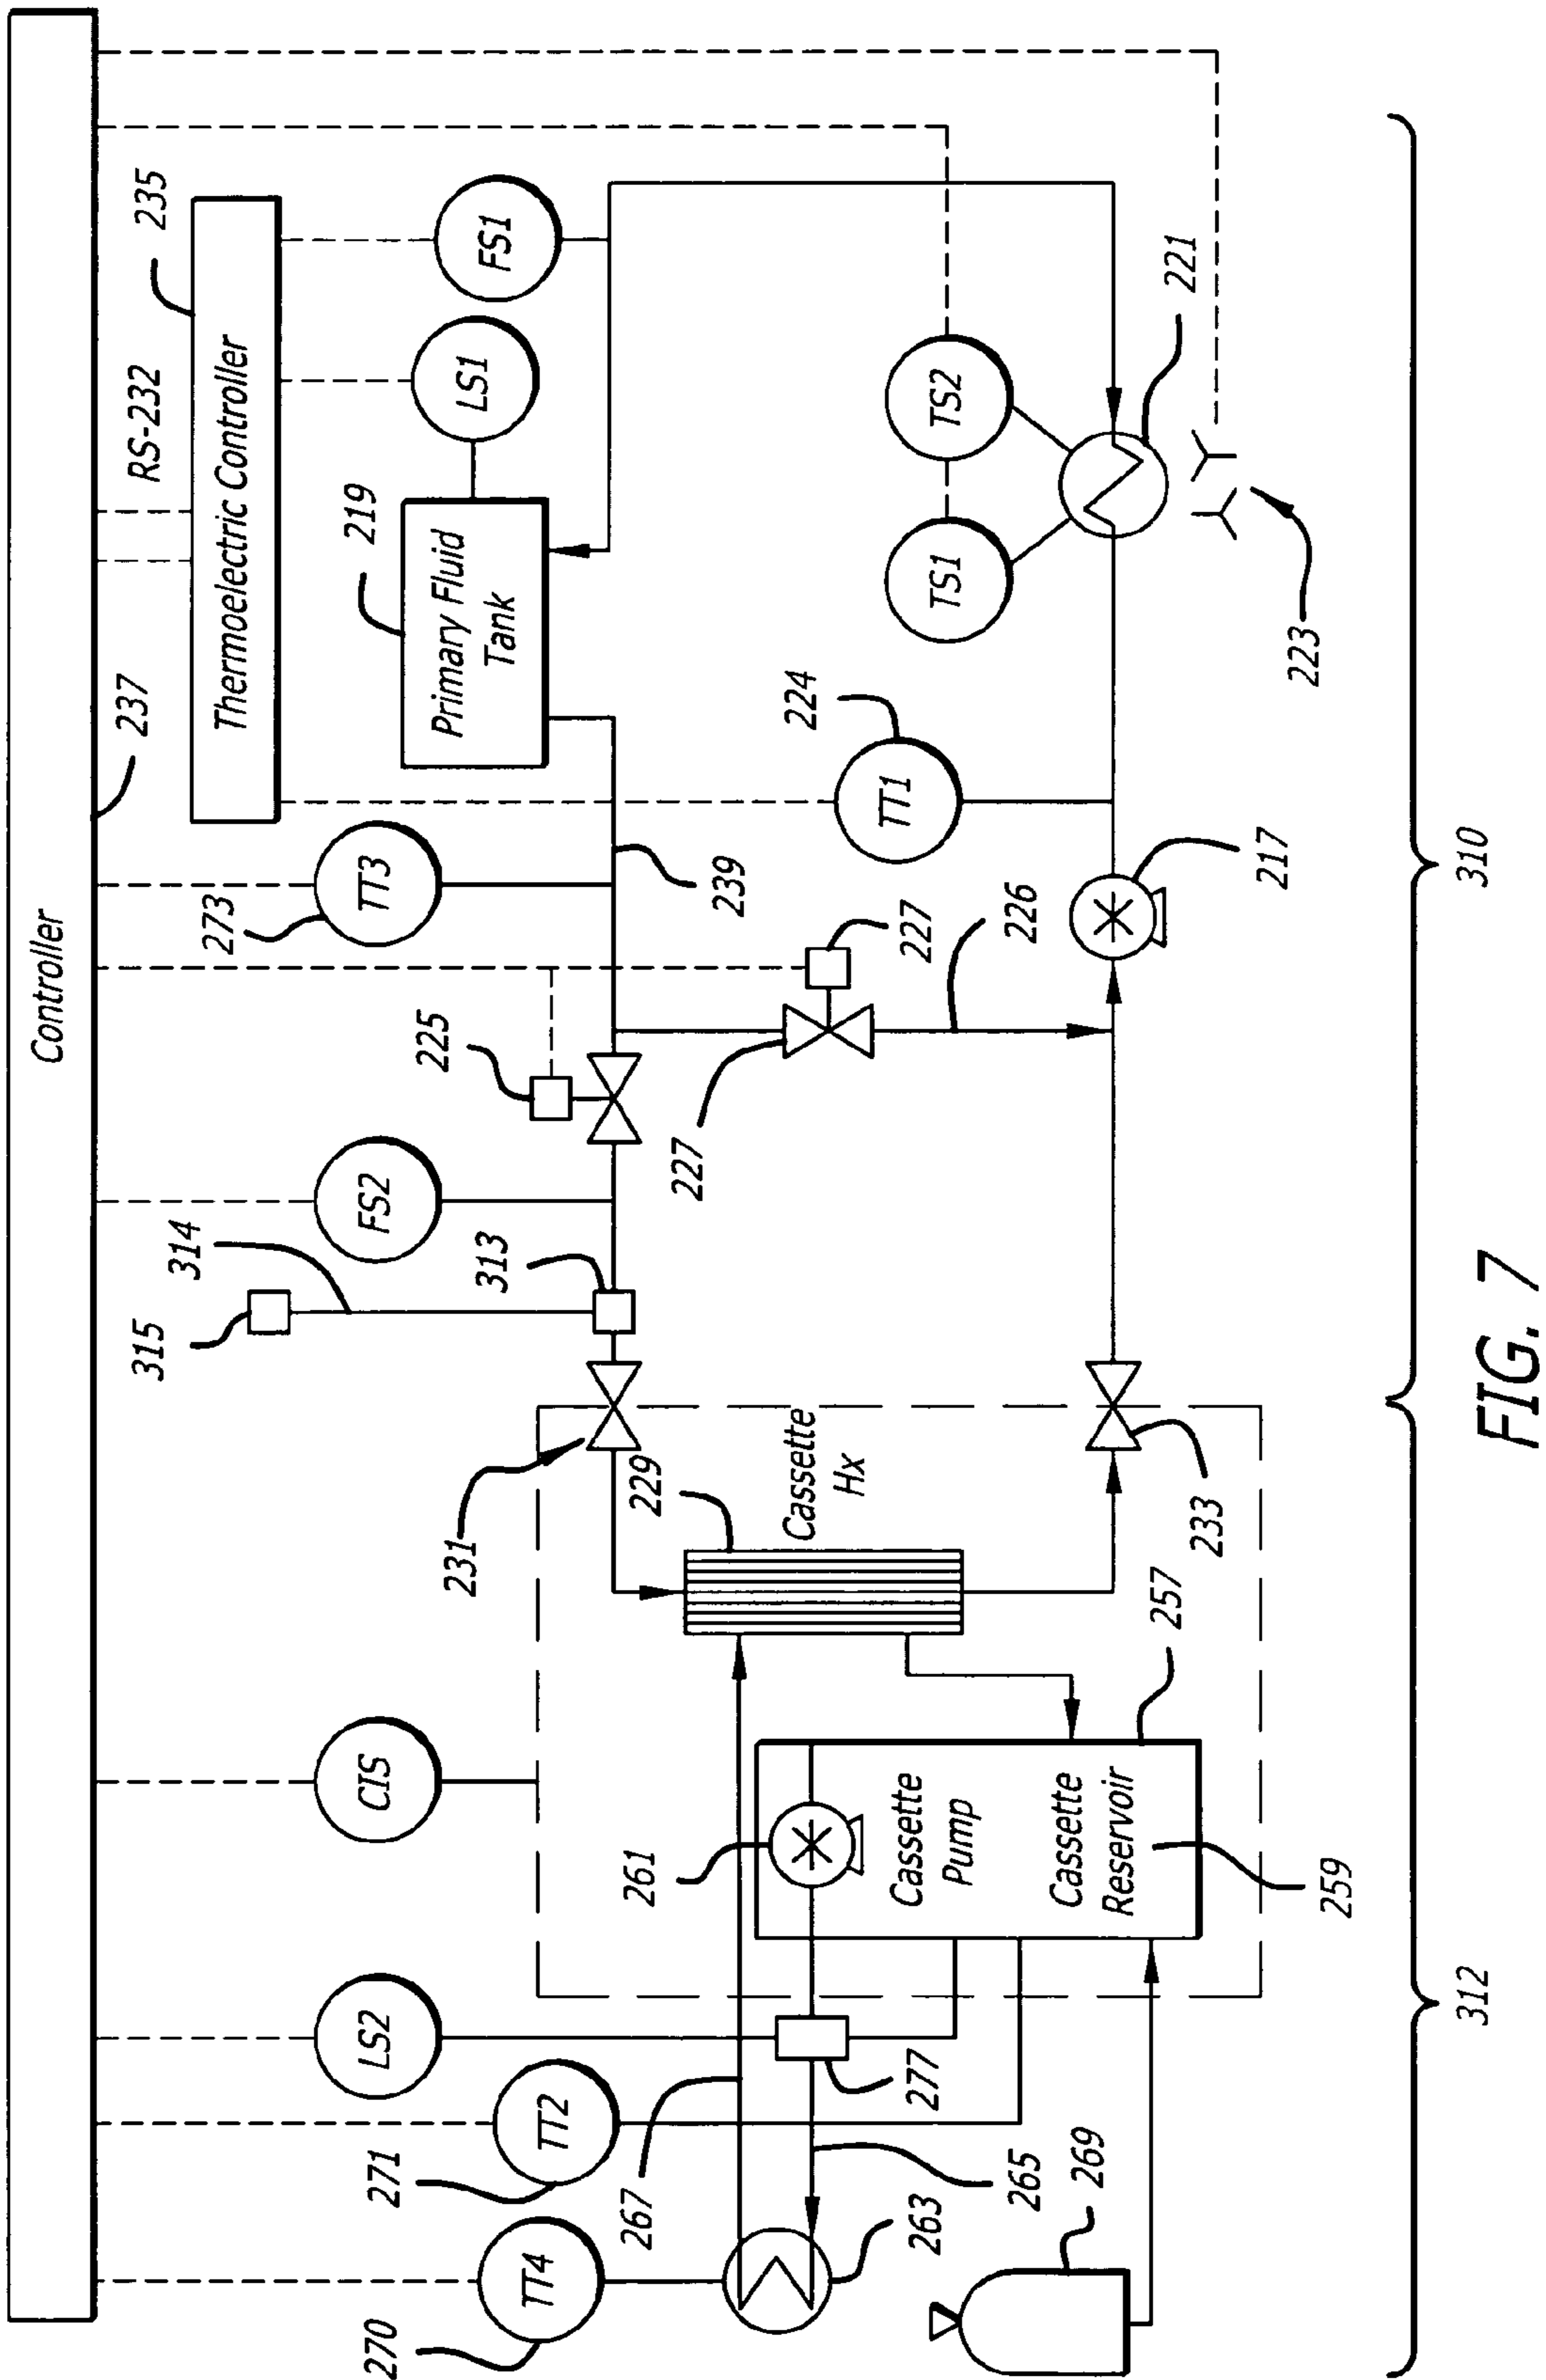 Controller
237
RS-232
235
Thermoelectric Controller
270
TT4
271
TT2
LS2
CIS
315
314
FS2
273
TT3
219
Primary Fluid
Tank
LS1
FS1
231
313
225
239
267
261
229
Cassette
Hx
227
227
224
TT1
TS1
TS2
277
Cassette
Pump
226
263
265
269
Cassette
Reservoir
257
233
217
221
259
223
312
310
FIG. 7